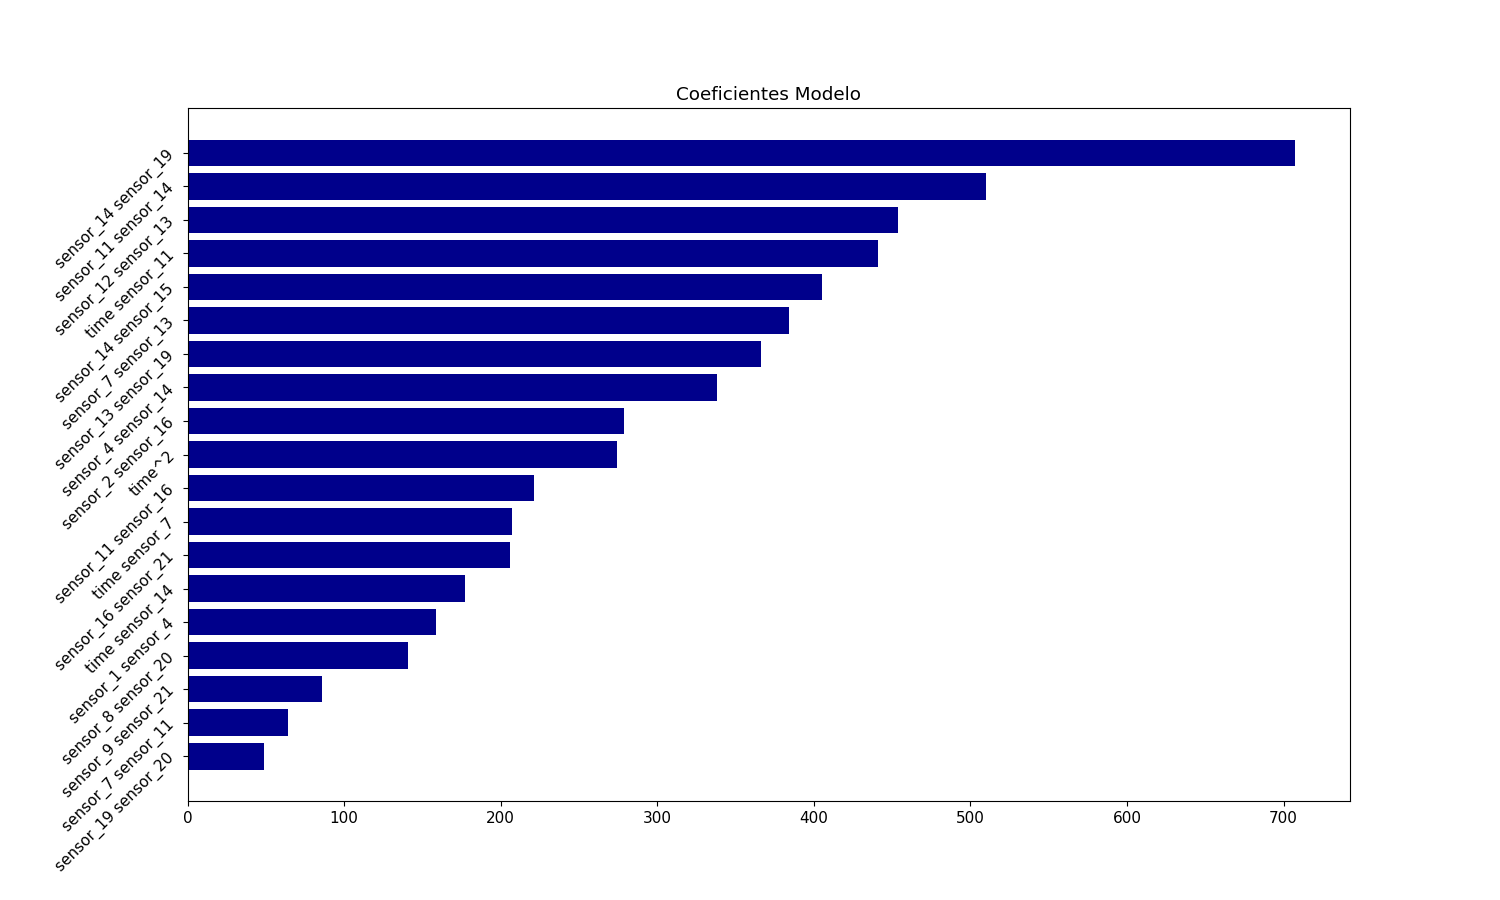 Coeficientes Modelo
sensor_14 sensor_19
sensor_11 sensor_14
sensor_12 sensor_13
time sensor_11
sensor_14 sensor_15
sensor_7 sensor_13
sensor_13 sensor_19
sensor_4 sensor_14
sensor_2 sensor_16
time^2
sensor_11 sensor_16
time sensor_7
sensor_16 sensor_21
time sensor_14
sensor_1 sensor_4
sensor_8 sensor_20
sensor_9 sensor_21
sensor_7 sensor_11
sensor_19 sensor_20
0 100 200 300 400 500 600 700